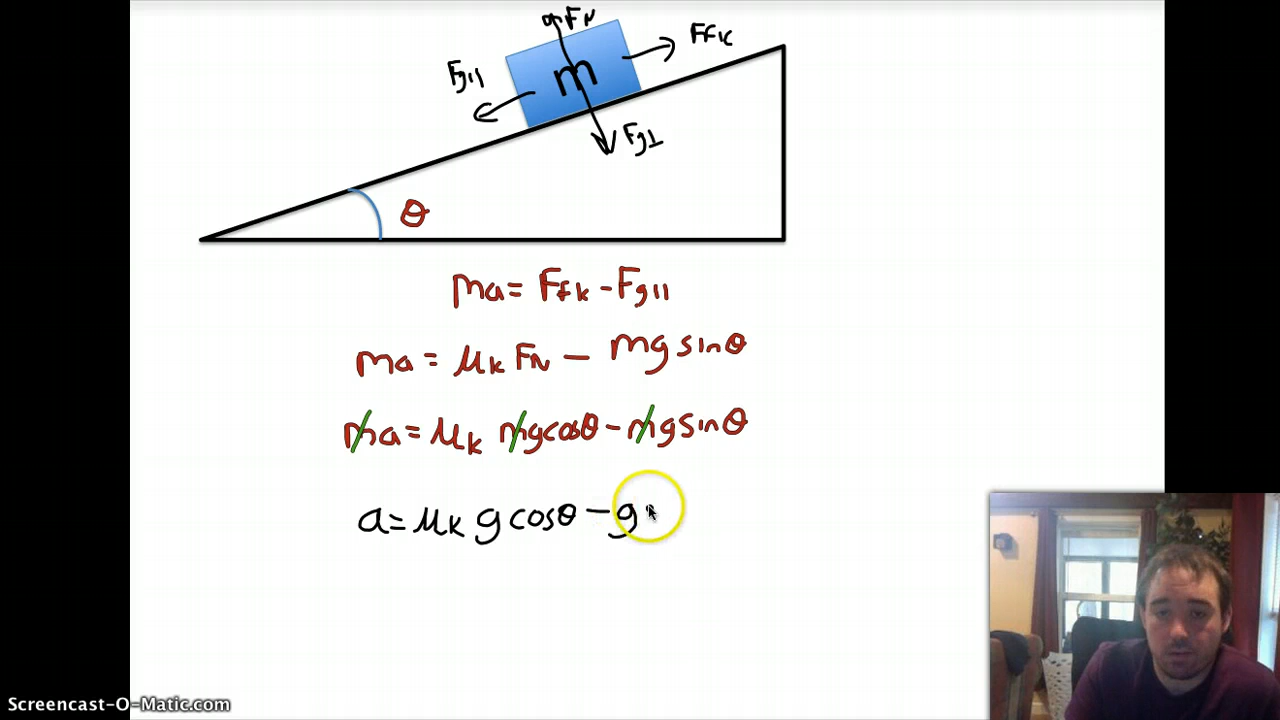 FN
Ffk
Fg||
m
Fg⊥
θ
ma = Ffk - Fg||
ma = μk FN - mg sinθ
ma = μk mg cosθ - mg sinθ
a = μk g cosθ - g
Screencast-O-Matic.com